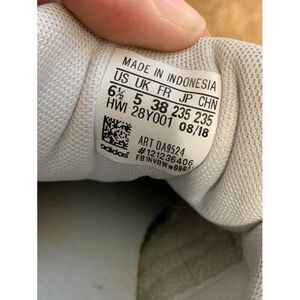 MADE IN INDONESIA
US UK FR JP CHN
6½ 5 38 235 235
HWI 28Y001 08/18
ART DA9524
#121236406
adidas